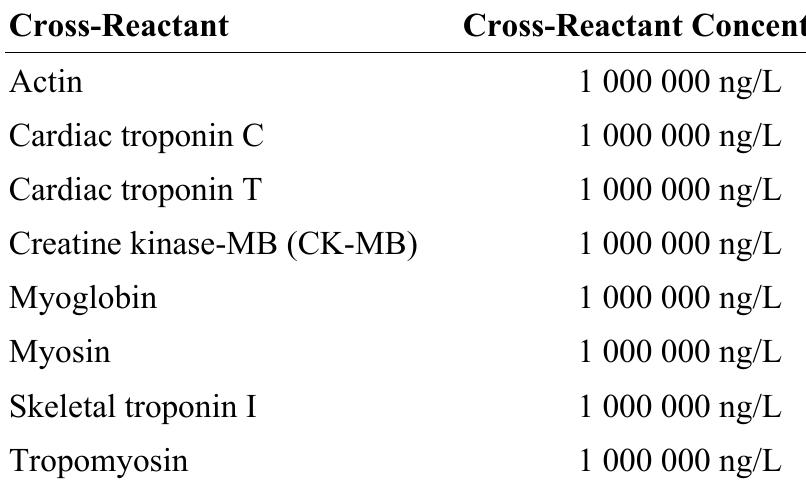 Cross-Reactant Cross-Reactant Concent
Actin 1 000 000 ng/L
Cardiac troponin C 1 000 000 ng/L
Cardiac troponin T 1 000 000 ng/L
Creatine kinase-MB (CK-MB) 1 000 000 ng/L
Myoglobin 1 000 000 ng/L
Myosin 1 000 000 ng/L
Skeletal troponin I 1 000 000 ng/L
Tropomyosin 1 000 000 ng/L